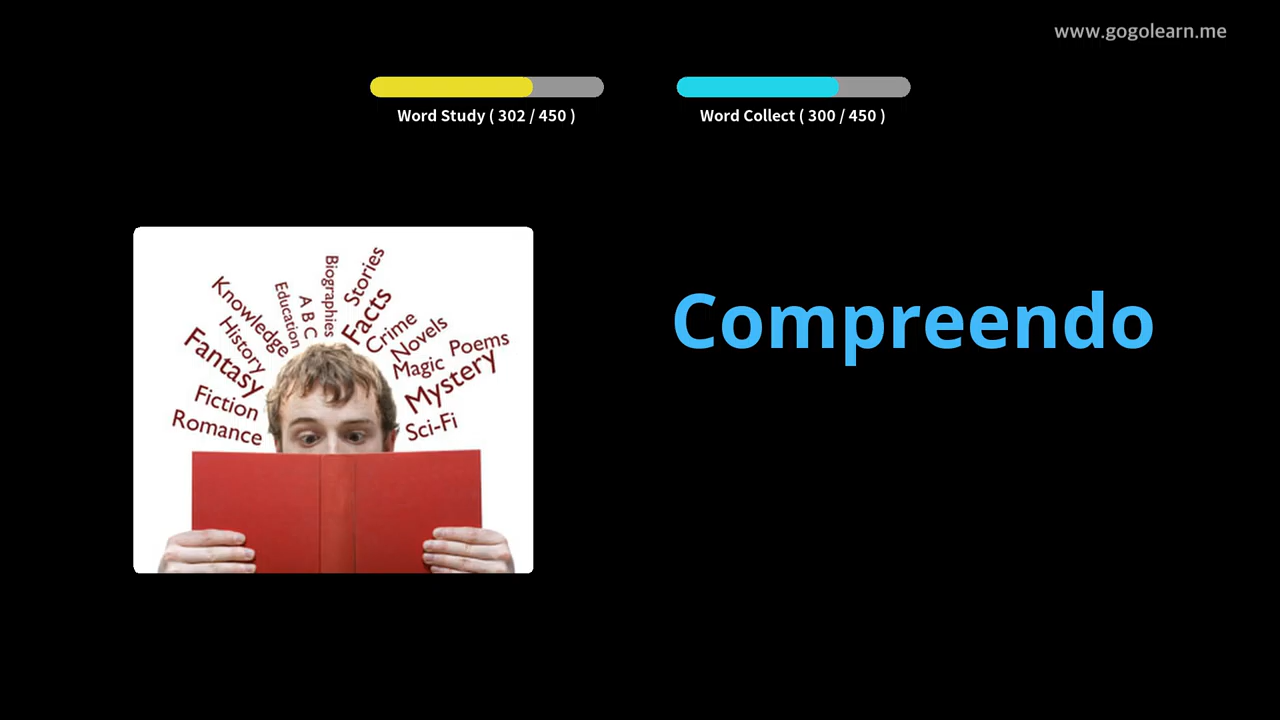 www.gogolearn.me
Word Study ( 302 / 450 )
Word Collect ( 300 / 450 )
Compreendo
Knowledge
Education
A B C
Biographies
Stories
Facts
Crime
Novels
Poems
Magic
Mystery
Sci-Fi
History
Fantasy
Fiction
Romance